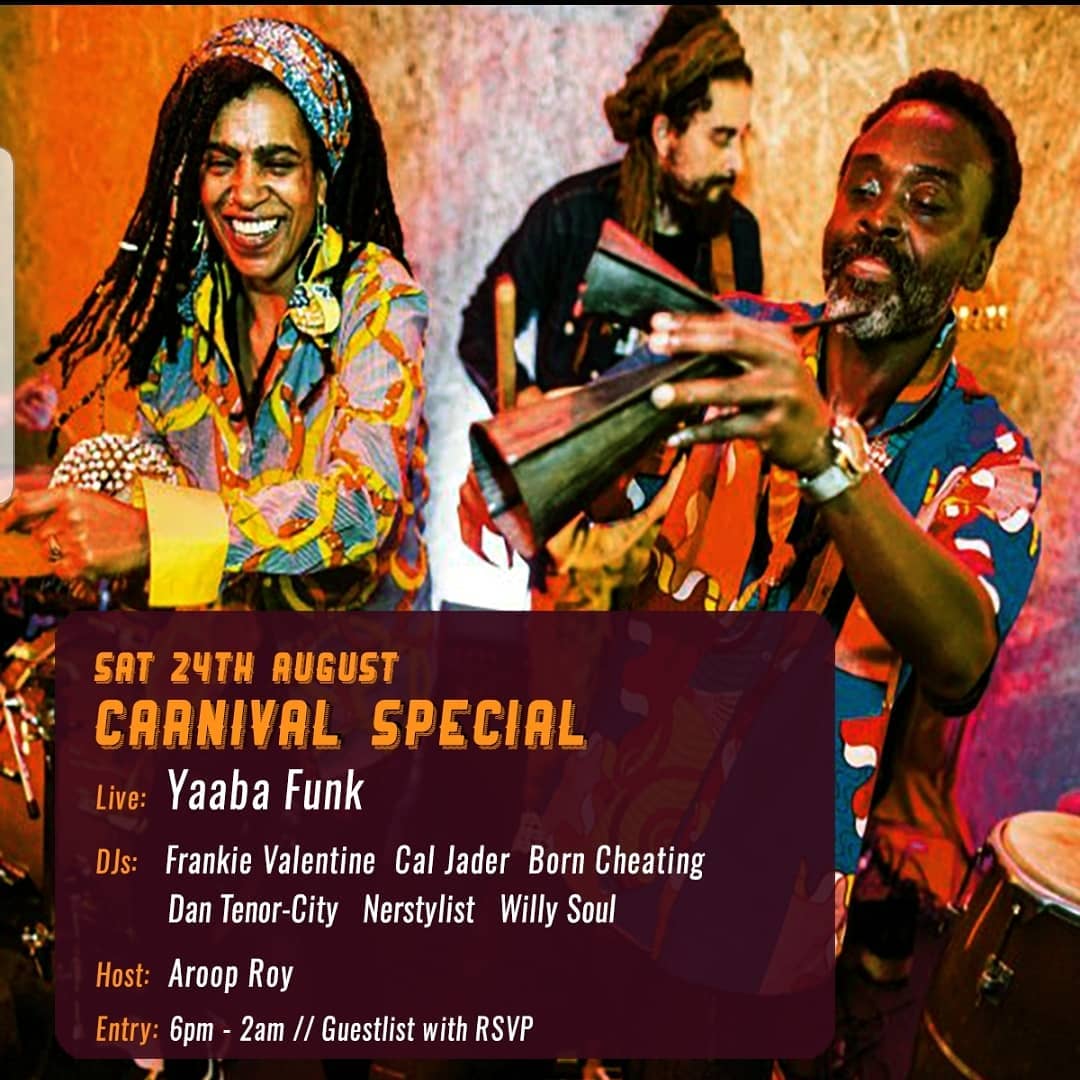 SAT 24TH AUGUST
CARNIVAL SPECIAL
Live: Yaaba Funk
DJs: Frankie Valentine Cal Jader Born Cheating
Dan Tenor-City Nerstylist Willy Soul
Host: Aroop Roy
Entry: 6pm - 2am // Guestlist with RSVP